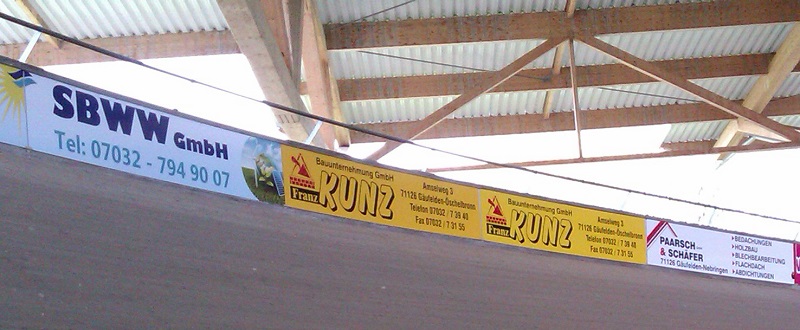 SBWW GmbH
Tel: 07032 - 794 90 07
Bauunternehmung GmbH
Franz KUNZ
Amselweg 3
71126 Gäufelden-Öschelbronn
Telefon 07032 / 7 39 40
Fax 07032 / 7 31 55
Bauunternehmung GmbH
Franz KUNZ
Amselweg 3
71126 Gäufelden-Öschelbronn
Telefon 07032 / 7 39 40
Fax 07032 / 7 31 55
PAARSCH
& SCHÄFER
71126 Gäufelden-Nebringen
BEDACHUNGEN
HOLZBAU
BLECHBEARBEITUNG
FLACHDACH
ABDICHTUNGEN